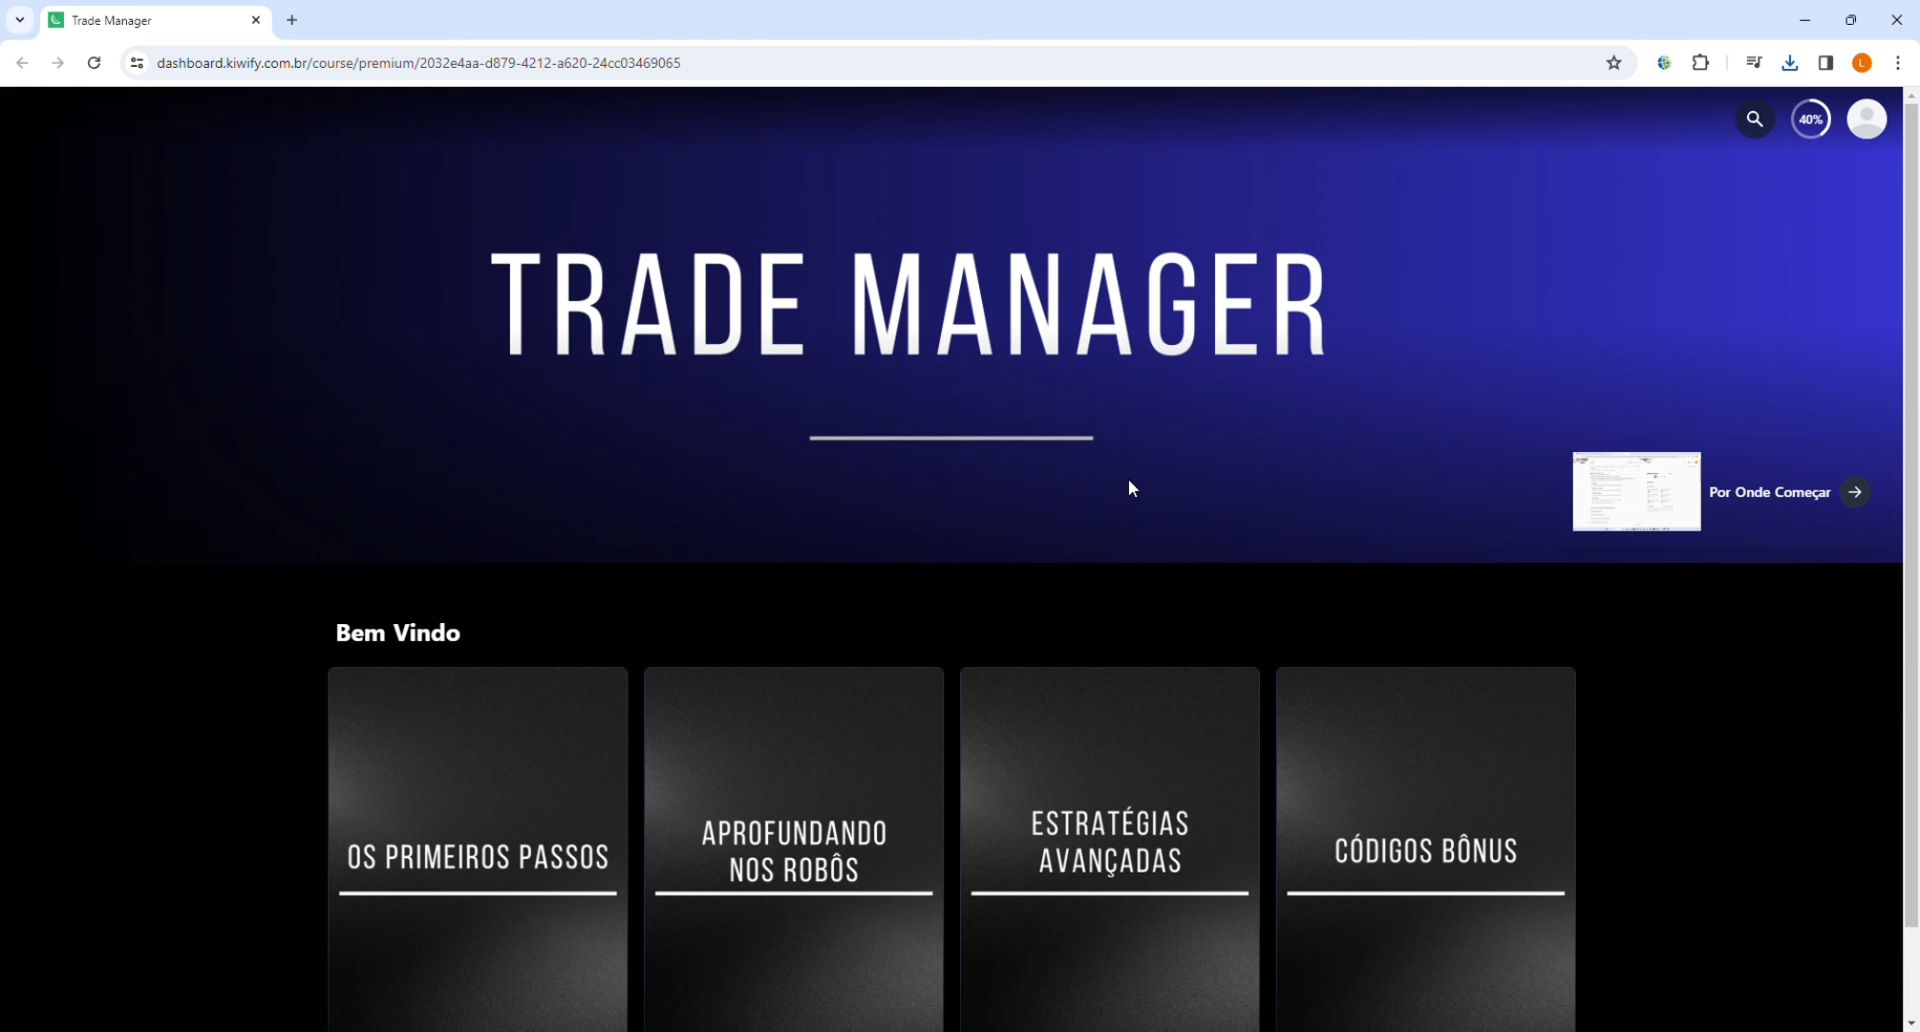 Trade Manager
dashboard.kiwify.com.br/course/premium/2032e4aa-d879-4212-a620-24cc03469065
L
40%
TRADE MANAGER
Por Onde Começar
Bem Vindo
OS PRIMEIROS PASSOS
APROFUNDANDO
NOS ROBÔS
ESTRATÉGIAS
AVANÇADAS
CÓDIGOS BÔNUS